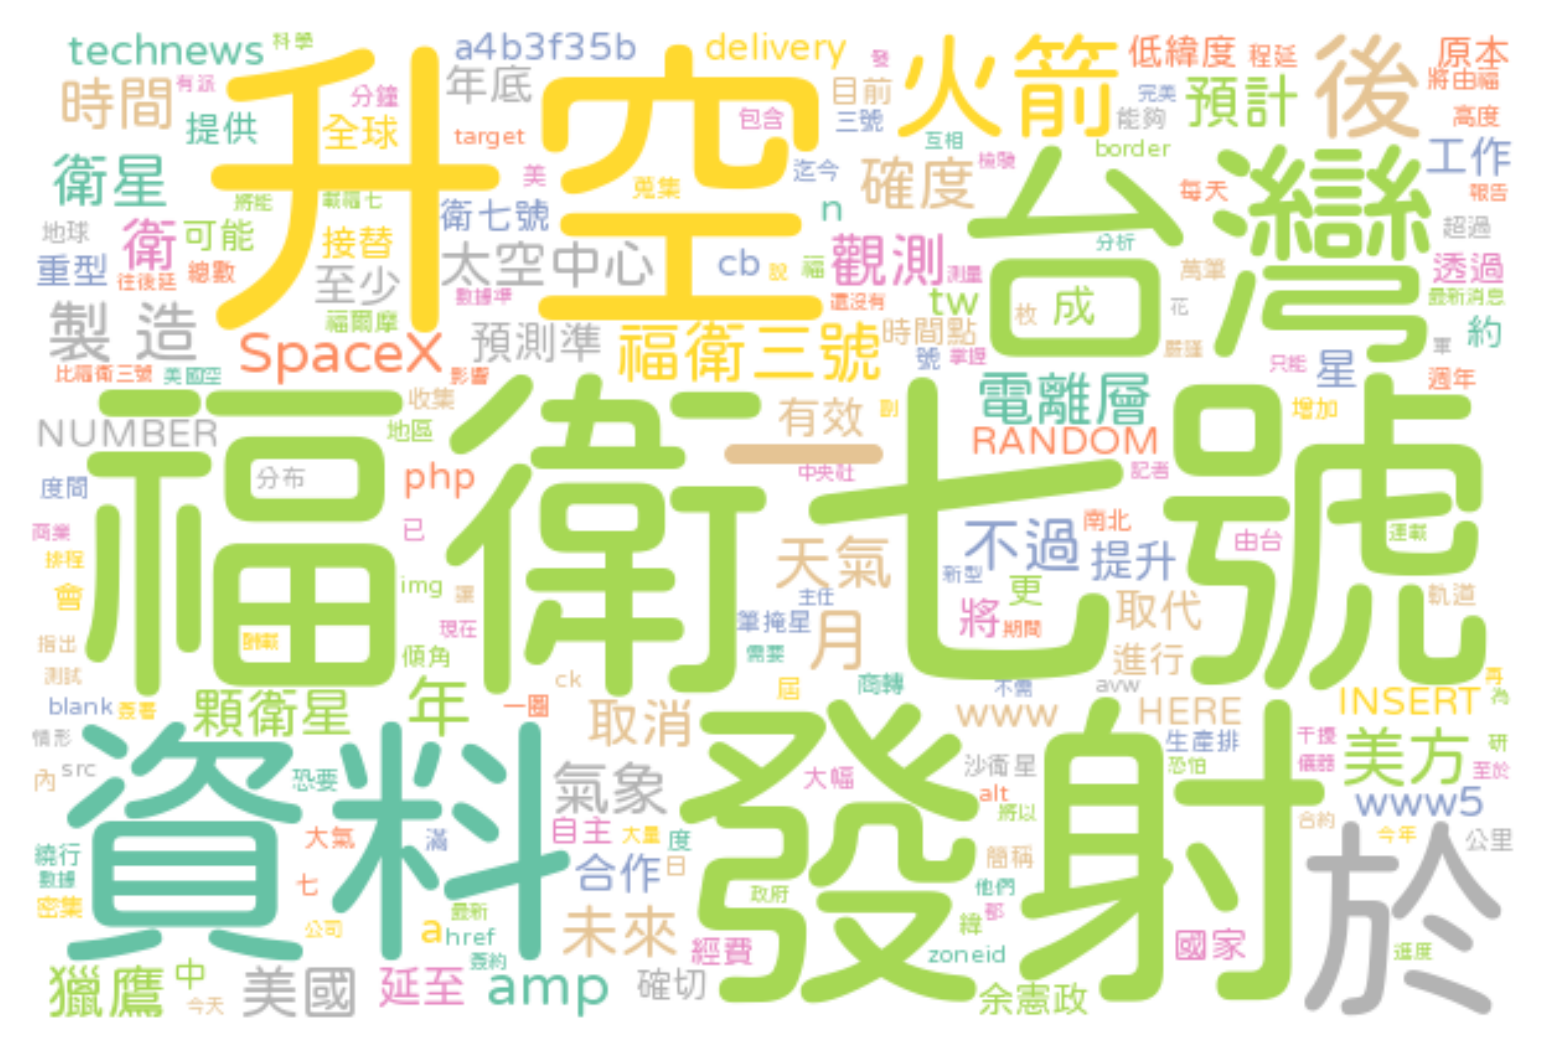 technews
科學
a4b3f35b
delivery
發
火箭
低緯度
程延
後
原本
時間
有派
升空
分鐘
年底
目前
完美
預計
將由福
提供
全球
target
包含
三號
互相
能夠
高度
衛星
美
蒐集
迄今
確度
檢驗
border
台灣
工作
將能
載福七
每天
報告
地球
衛
可能
接替
衛七號
n
分析
超過
重型
往後延
總數
至少
太空中心
cb
說
福
觀測
測量
萬筆
透過
數據準
還沒有
tw
枚
成
花
最新消息
製造
福爾摩
SpaceX
預測準
福衛三號
時間點
號
掌握
嚴謹
只能
星
軍
約
比福衛三號
美國空
影響
電離層
週年
收集
有效
副
增加
NUMBER
地區
一
RANDOM
福衛七號
分布
php
中央社
記者
度間
商業
已
不過
南北
由台
運載
排程
天氣
提升
新型
會
img
讓
主任
更
軌道
指出
酬載
現在
筆掩星
月
將
期間
取代
測試
傾角
需要
進行
ck
屆
商轉
不需
avw
再
為
blank
簽署
顆衛星
年
一圈
取消
www
HERE
INSERT
情形
生產排
干擾
美方
研
內
src
資料
恐要
氣象
大幅
發射
沙衛星
恐怕
儀器
至於
alt
將以
www5
於
大氣
滿
自主
大量
度
合約
今年
公里
繞行
數據
七
合作
日
簡稱
政府
他們
密集
公司
最新
a
href
未來
緯
鄒
經費
zoneid
國家
進度
簽約
獵鷹
中
今天
美國
延至
amp
確切
余憲政